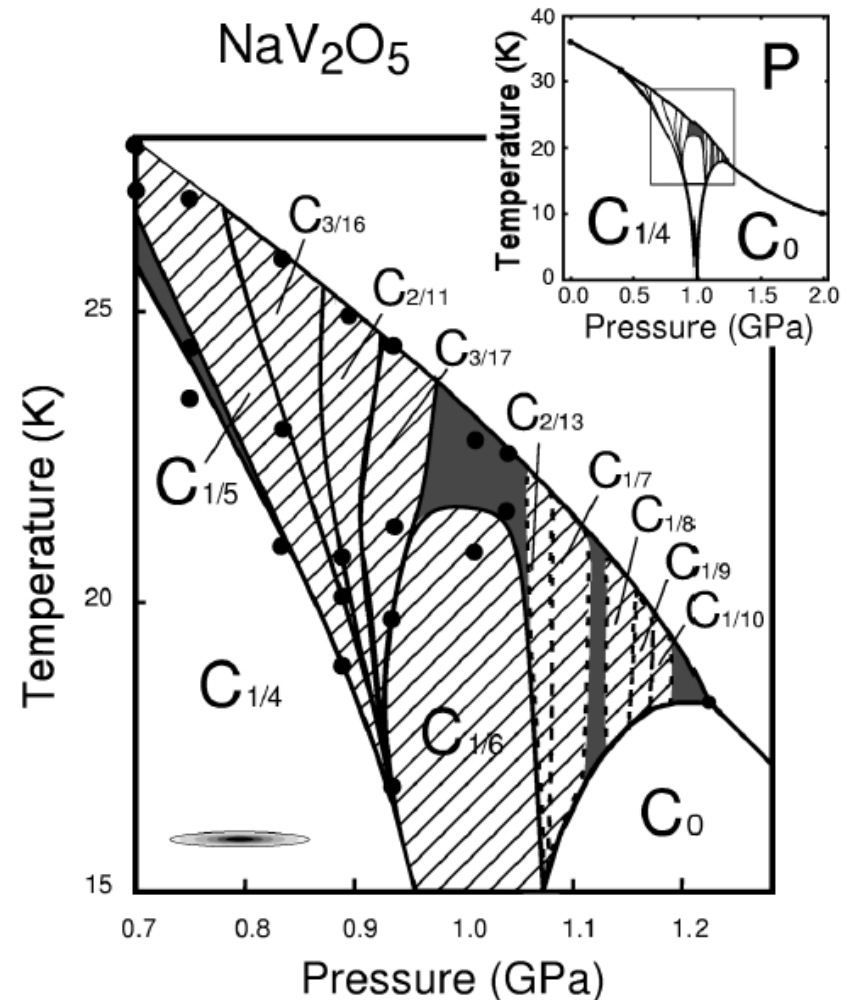 NaV2O5
Temperature (K)
25
20
15
0.7 0.8 0.9 1.0 1.1 1.2
Pressure (GPa)
C3/16
C2/11
C3/17
C2/13
C1/7
C1/8
C1/9
C1/10
C1/5
C1/4
C1/6
C0
Temperature (K)
40
30
20
10
0
0.0 0.5 1.0 1.5 2.0
Pressure (GPa)
P
C1/4
C0